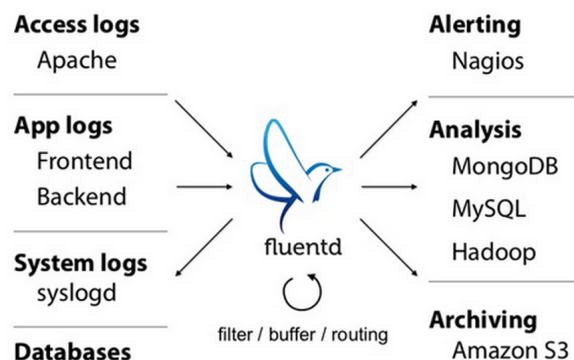 Access logs
Apache
App logs
Frontend
Backend
System logs
syslogd
Databases
fluentd
filter / buffer / routing
Alerting
Nagios
Analysis
MongoDB
MySQL
Hadoop
Archiving
Amazon S3